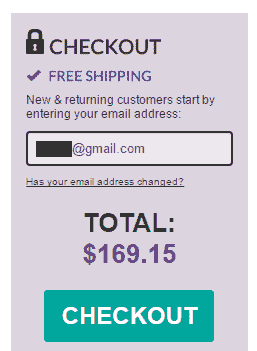 CHECKOUT
FREE SHIPPING
New & returning customers start by
entering your email address:
@gmail.com
Has your email address changed?
TOTAL:
$169.15
CHECKOUT